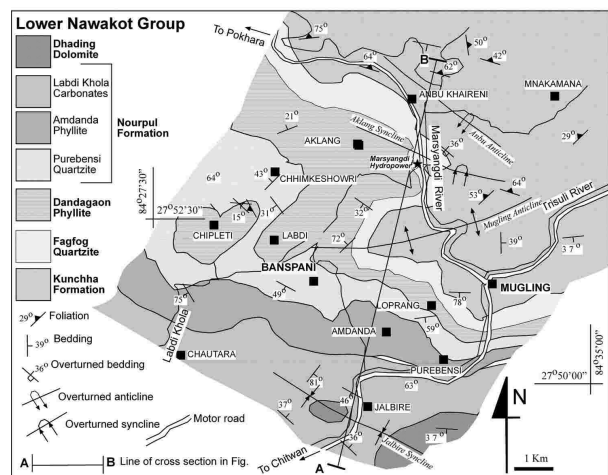 Lower Nawakot Group
Dhading
Dolomite
Labdi Khola
Carbonates
Amdanda
Phyllite
Purebensi
Quartzite
Nourpul
Formation
Dandagaon
Phyllite
Fagfog
Quartzite
Kunchha
Formation
29° Foliation
39° Bedding
36° Overturned bedding
Overturned anticline
Overturned syncline
Motor road
A B Line of cross section in Fig.
To Pokhara
75°
64°
B
62°
50°
42°
ANBU KHAIRENI
MNAKAMANA
21°
AKLANG
Aklang Syncline
Marsyangdi
Hydropower
Marsyangdi River
36°
Anbu Anticline
29°
64°
43°
CHHIMKESHOWRI
53°
64°
Mugling Anticline
Trisuli River
84°27'30"
27°52'30"
15°
31°
32°
CHIPLETI
LABDI
72°
39°
37°
BANSPANI
MUGLING
75°
49°
LOPRANG
78°
Labdi Khola
AMDANDA
59°
CHAUTARA
PUREBENSI
84°35'00"
27°50'00"
81°
63°
37°
46°
JALBIRE
N
36°
Jalbire Syncline
37°
To Chitwan
A
1 Km